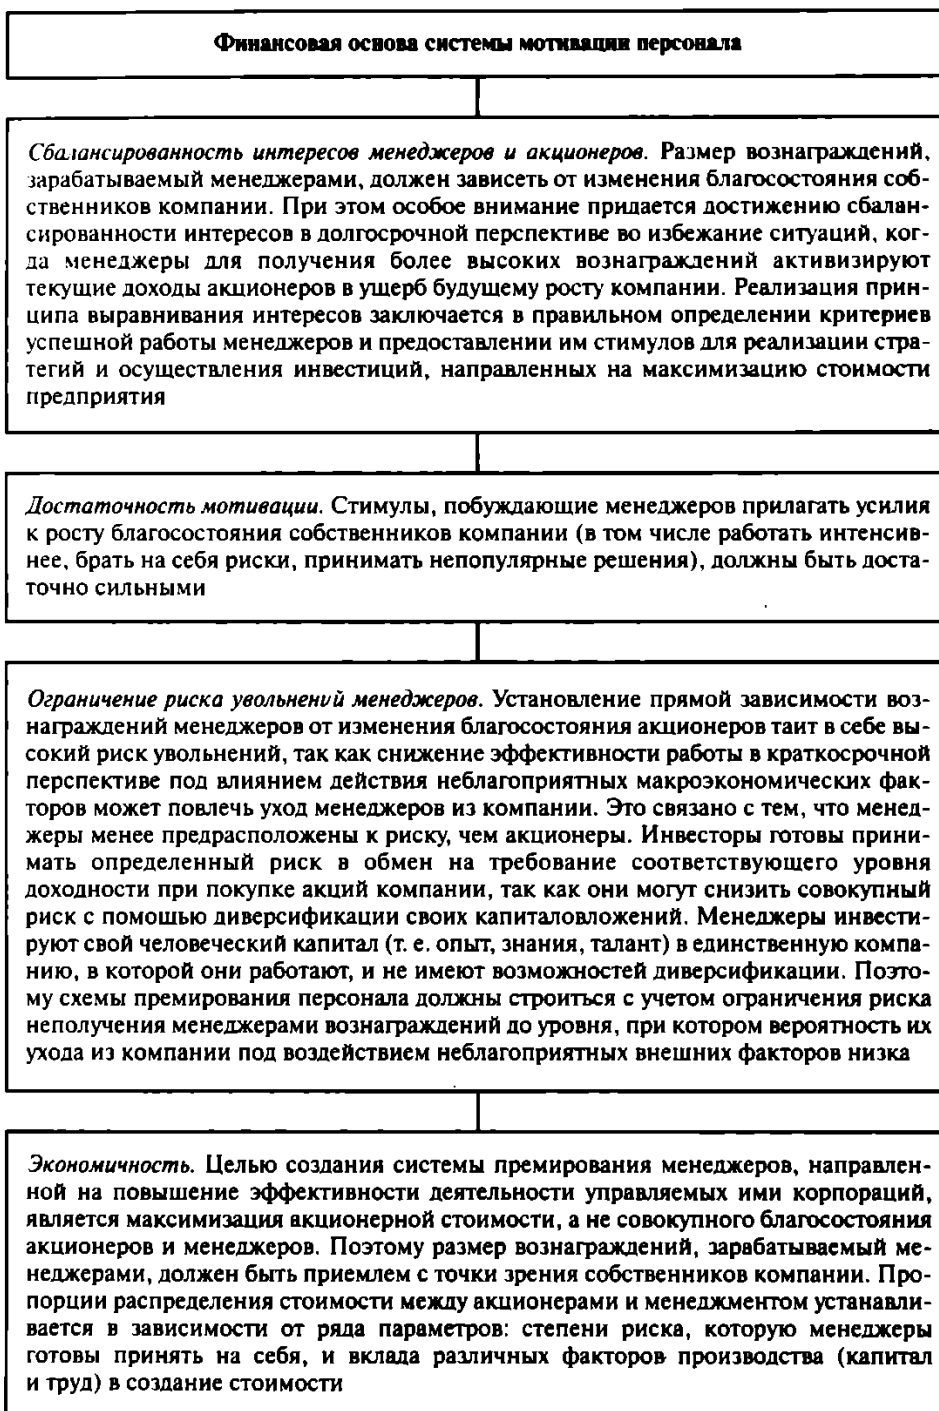 Финансовая основа системы мотивации персонала
Сбалансированность интересов менеджеров и акционеров. Размер вознаграждений,
зарабатываемый менеджерами, должен зависеть от изменения благосостояния соб-
ственников компании. При этом особое внимание придается достижению сбалан-
сированности интересов в долгосрочной перспективе во избежание ситуаций, ког-
да менеджеры для получения более высоких вознаграждений активизируют
текущие доходы акционеров в ущерб будущему росту компании. Реализация прин-
ципа выравнивания интересов заключается в правильном определении критериев
успешной работы менеджеров и предоставлении им стимулов для реализации стра-
тегий и осуществления инвестиций, направленных на максимизацию стоимости
предприятия
Достаточность мотивации. Стимулы, побуждающие менеджеров прилагать усилия
к росту благосостояния собственников компании (в том числе работать интенсив-
нее, брать на себя риски, принимать непопулярные решения), должны быть доста-
точно сильными
Ограничение риска увольнений менеджеров. Установление прямой зависимости воз-
награждений менеджеров от изменения благосостояния акционеров таит в себе вы-
сокий риск увольнений, так как снижение эффективности работы в краткосрочной
перспективе под влиянием действия неблагоприятных макроэкономических фак-
торов может повлечь уход менеджеров из компании. Это связано с тем, что менед-
жеры менее предрасположены к риску, чем акционеры. Инвесторы готовы прини-
мать определенный риск в обмен на требование соответствующего уровня
доходности при покупке акций компании, так как они могут снизить совокупный
риск с помощью диверсификации своих капиталовложений. Менеджеры инвести-
руют свой человеческий капитал (т. е. опыт, знания, талант) в единственную компа-
нию, в которой они работают, и не имеют возможностей диверсификации. Поэто-
му схемы премирования персонала должны строиться с учетом ограничения риска
неполучения менеджерами вознаграждений до уровня, при котором вероятность их
ухода из компании под воздействием неблагоприятных внешних факторов низка
Экономичность. Целью создания системы премирования менеджеров, направлен-
ной на повышение эффективности деятельности управляемых ими корпораций,
является максимизация акционерной стоимости, а не совокупного благосостояния
акционеров и менеджеров. Поэтому размер вознаграждений, зарабатываемый ме-
неджерами, должен быть приемлем с точки зрения собственников компании. Про-
порции распределения стоимости между акционерами и менеджментом устанавли-
вается в зависимости от ряда параметров: степени риска, которую менеджеры
готовы принять на себя, и вклада различных факторов производства (капитал
и труд) в создание стоимости